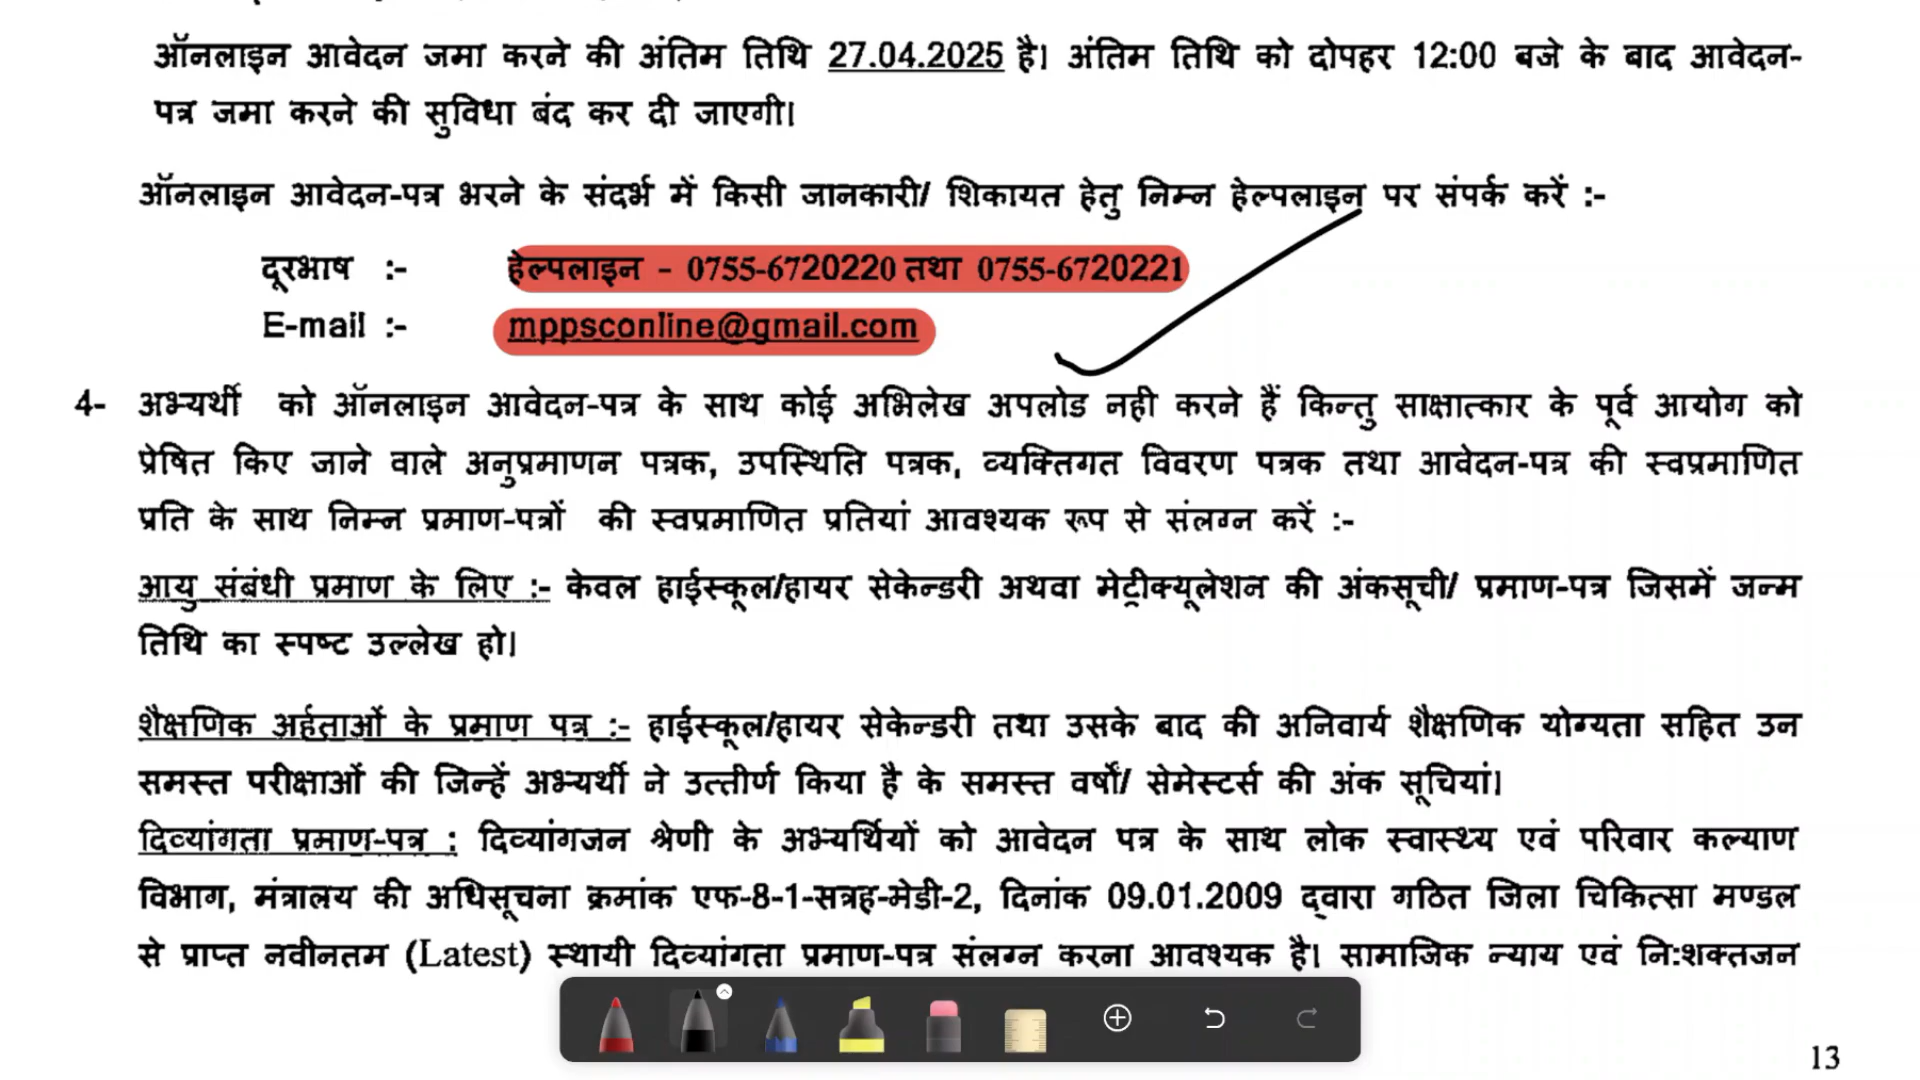 ऑनलाइन आवेदन जमा करने की अंतिम तिथि 27.04.2025 है। अंतिम तिथि को दोपहर 12:00 बजे के बाद आवेदन-
पत्र जमा करने की सुविधा बंद कर दी जाएगी।
ऑनलाइन आवेदन-पत्र भरने के संदर्भ में किसी जानकारी/ शिकायत हेतु निम्न हेल्पलाइन पर संपर्क करें :-
दूरभाष :- हेल्पलाइन - 0755-6720220 तथा 0755-6720221
E-mail :- mppsconline@gmail.com
4- अभ्यर्थी को ऑनलाइन आवेदन-पत्र के साथ कोई अभिलेख अपलोड नही करने हैं किन्तु साक्षात्कार के पूर्व आयोग को
प्रेषित किए जाने वाले अनुप्रमाणन पत्रक, उपस्थिति पत्रक, व्यक्तिगत विवरण पत्रक तथा आवेदन-पत्र की स्वप्रमाणित
प्रति के साथ निम्न प्रमाण-पत्रों की स्वप्रमाणित प्रतियां आवश्यक रूप से संलग्न करें :-
आयु संबंधी प्रमाण के लिए :- केवल हाईस्कूल/हायर सेकेन्डरी अथवा मेट्रीक्यूलेशन की अंकसूची/ प्रमाण-पत्र जिसमें जन्म
तिथि का स्पष्ट उल्लेख हो।
शैक्षणिक अर्हताओं के प्रमाण पत्र :- हाईस्कूल/हायर सेकेन्डरी तथा उसके बाद की अनिवार्य शैक्षणिक योग्यता सहित उन
समस्त परीक्षाओं की जिन्हें अभ्यर्थी ने उत्तीर्ण किया है के समस्त वर्षों/ सेमेस्टर्स की अंक सूचियां।
दिव्यांगता प्रमाण-पत्र : दिव्यांगजन श्रेणी के अभ्यर्थियों को आवेदन पत्र के साथ लोक स्वास्थ्य एवं परिवार कल्याण
विभाग, मंत्रालय की अधिसूचना क्रमांक एफ-8-1-सत्रह-मेडी-2, दिनांक 09.01.2009 द्वारा गठित जिला चिकित्सा मण्डल
से प्राप्त नवीनतम (Latest) स्थायी दिव्यांगता प्रमाण-पत्र संलग्न करना आवश्यक है। सामाजिक न्याय एवं नि:शक्तजन
13